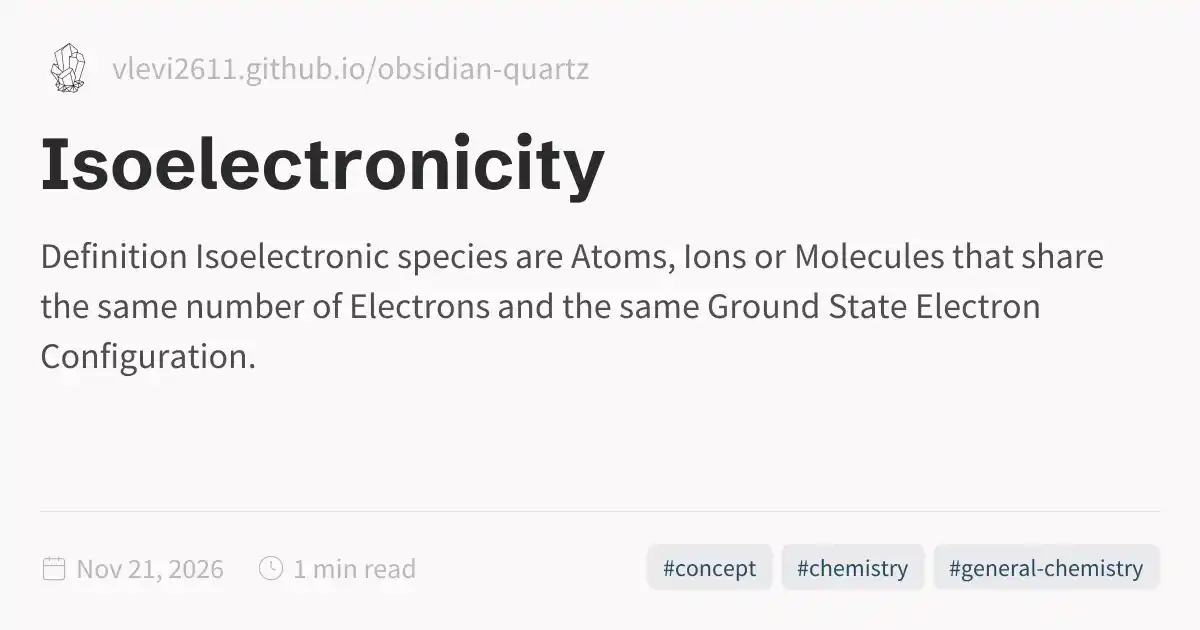 vlevi2611.github.io/obsidian-quartz
Isoelectronicity
Definition Isoelectronic species are Atoms, Ions or Molecules that share
the same number of Electrons and the same Ground State Electron
Configuration.
Nov 21, 2026 1 min read #concept #chemistry #general-chemistry